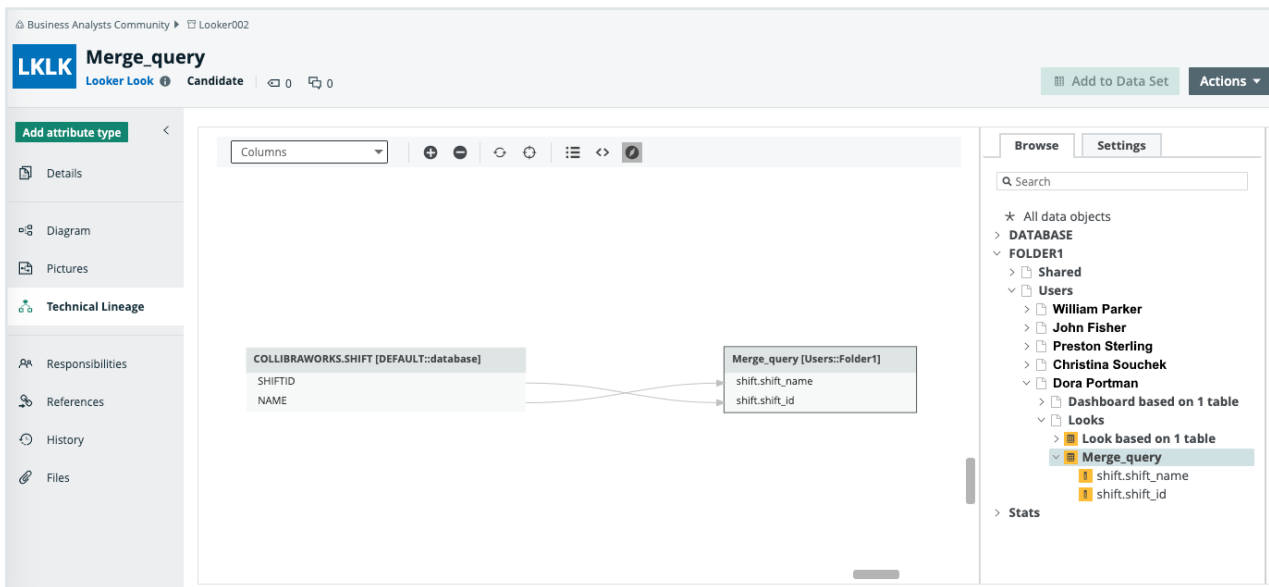 Business Analysts Community Looker002
LKLK
Merge_query
Looker Look Candidate 0 0
Add to Data Set
Actions
Add attribute type
Details
Diagram
Pictures
Technical Lineage
Responsibilities
References
History
Files
Columns
COLLIBRAWORKS.SHIFT [DEFAULT::database]
SHIFTID
NAME
Merge_query [Users::Folder1]
shift.shift_name
shift.shift_id
Browse Settings
Search
All data objects
DATABASE
FOLDER1
Shared
Users
William Parker
John Fisher
Preston Sterling
Christina Souchek
Dora Portman
Dashboard based on 1 table
Looks
Look based on 1 table
Merge_query
shift.shift_name
shift.shift_id
Stats